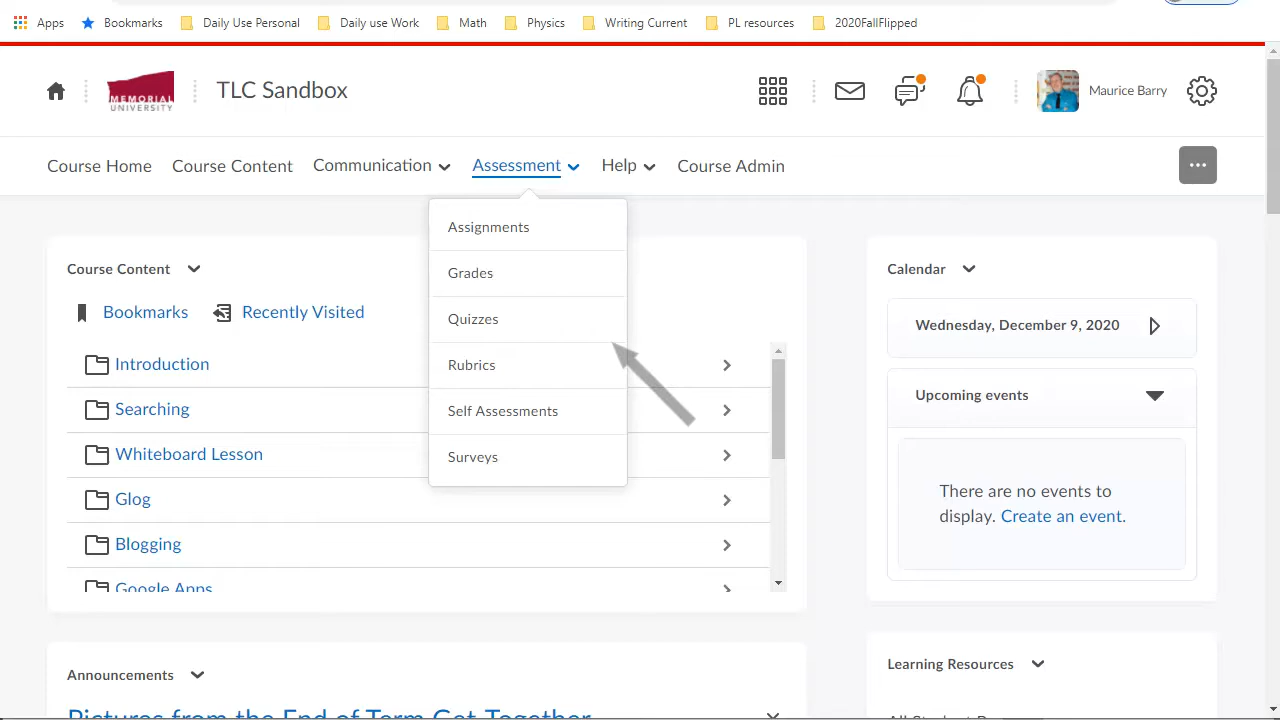 Apps Bookmarks Daily Use Personal Daily use Work Math Physics Writing Current PL resources 2020FallFlipped
MEMORIAL
UNIVERSITY
TLC Sandbox
Maurice Barry
Course Home Course Content Communication Assessment Help Course Admin
Assignments
Grades
Quizzes
Rubrics
Self Assessments
Surveys
Course Content
Bookmarks Recently Visited
Introduction
Searching
Whiteboard Lesson
Glog
Blogging
Google Apps
Announcements
Pictures from the End of Term Get-Together
Calendar
Wednesday, December 9, 2020
Upcoming events
There are no events to
display. Create an event.
Learning Resources
All Student